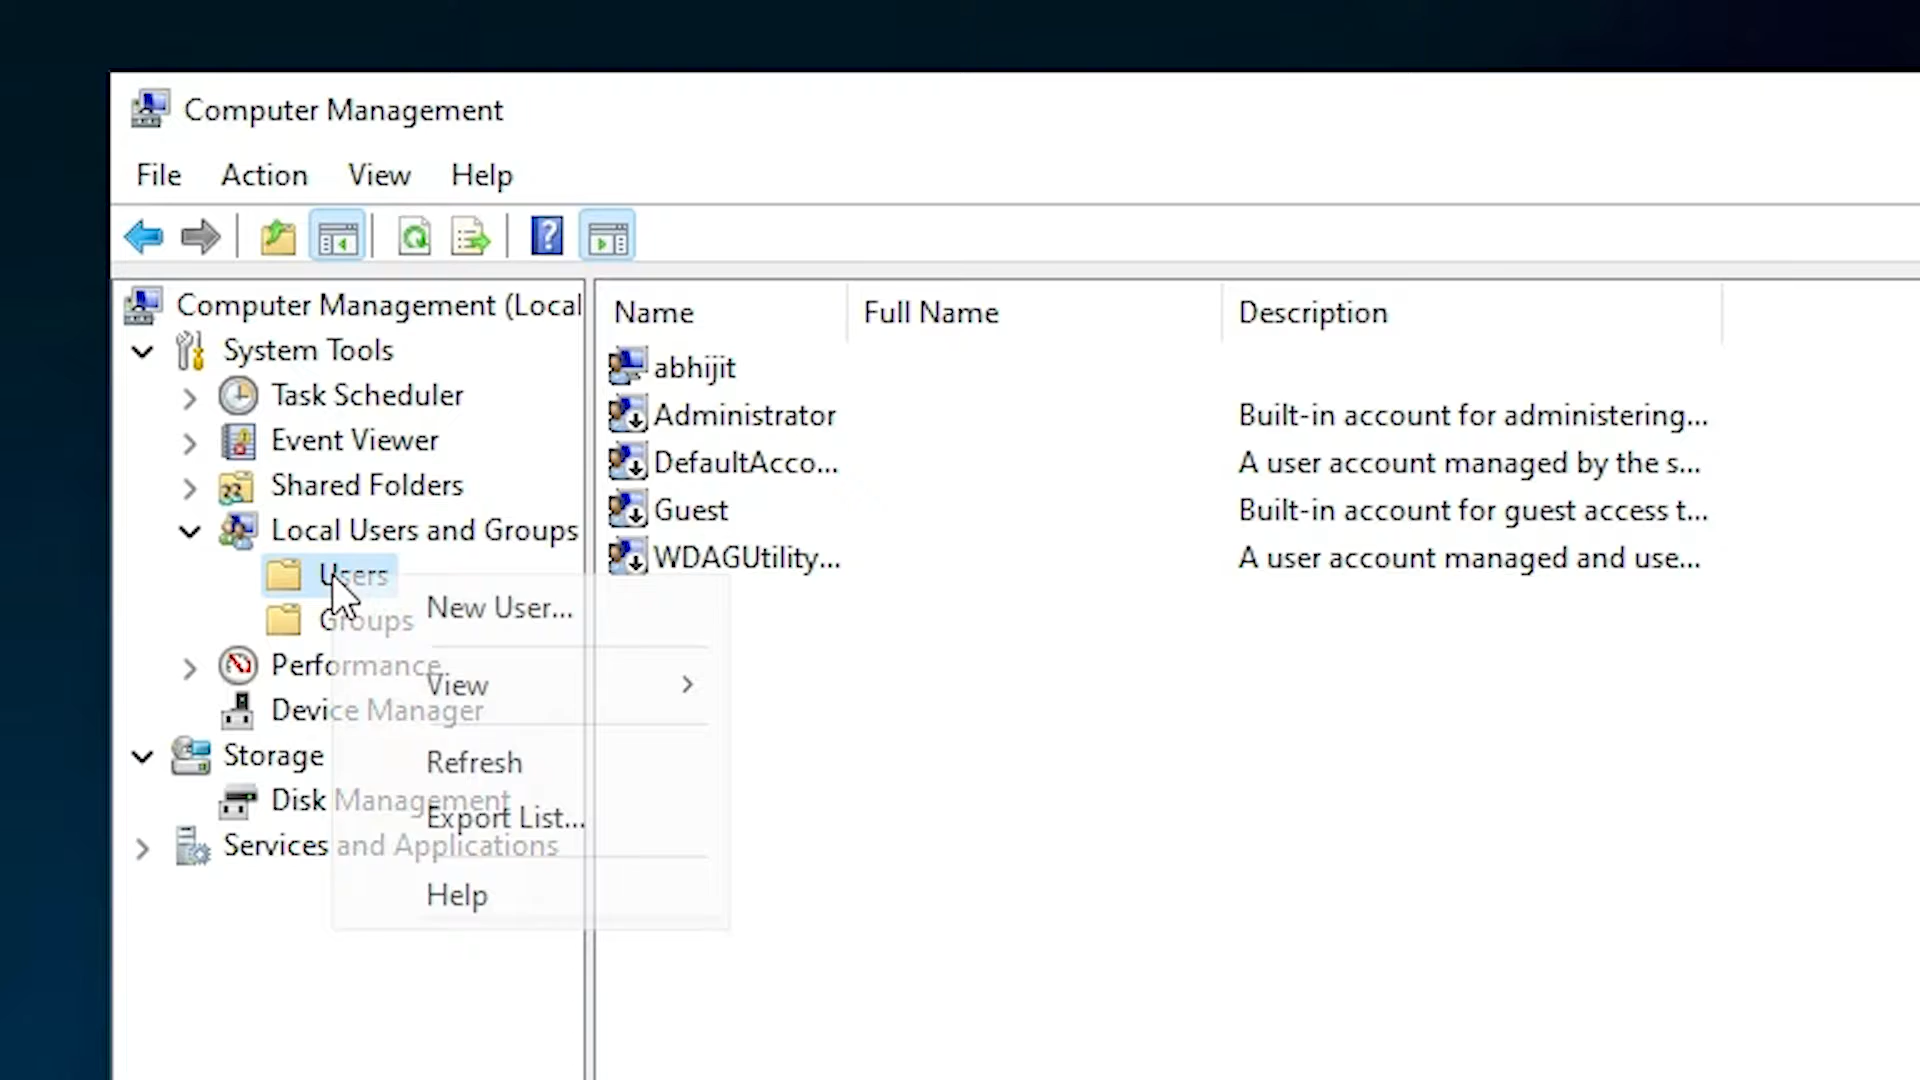 Computer Management
File Action View Help
Computer Management (Local
System Tools
Task Scheduler
Event Viewer
Shared Folders
Local Users and Groups
Users
Groups
Performance
Device Manager
Storage
Disk Management
Services and Applications
New User...
View
Refresh
Export List...
Help
Name Full Name Description
abhijit
Administrator Built-in account for administering...
DefaultAcco... A user account managed by the s...
Guest Built-in account for guest access t...
WDAGUtility... A user account managed and use...